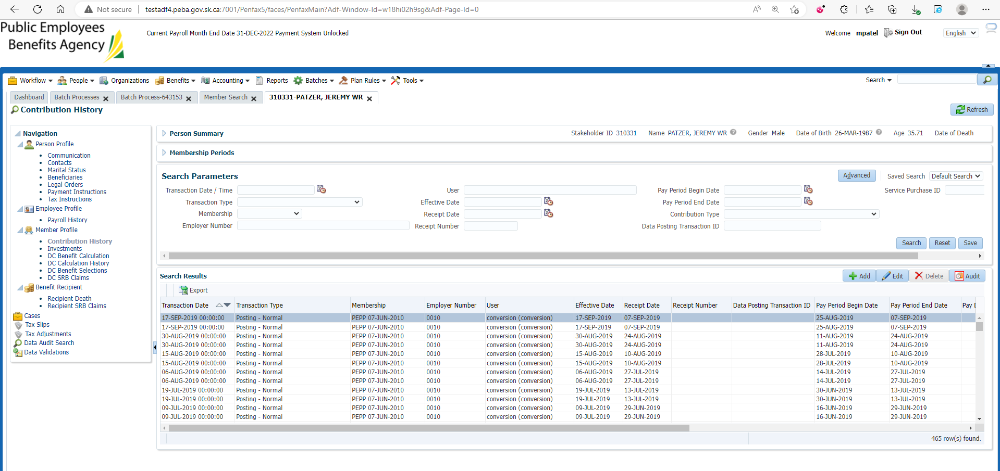 Not secure | testadf4.peba.gov.sk.ca:7001/Penfax5/faces/PenfaxMain?Adf-Window-Id=w18hi02h9sg&Adf-Page-Id=0
Public Employees
Benefits Agency
Current Payroll Month End Date 31-DEC-2022 Payment System Unlocked
Welcome mpatel Sign Out English
Workflow People Organizations Benefits Accounting Reports Batches Plan Rules Tools Search
Dashboard Batch Processes Batch Process-643153 Member Search 310331-PATZER, JEREMY WR
Contribution History Refresh
Navigation
Person Profile
Communication
Contacts
Marital Status
Beneficiaries
Legal Orders
Payment Instructions
Tax Instructions
Employee Profile
Payroll History
Member Profile
Contribution History
Investments
DC Benefit Calculation
DC Calculation History
DC Benefit Selections
DC SRB Claims
Benefit Recipient
Recipient Death
Recipient SRB Claims
Cases
Tax Slips
Tax Adjustments
Data Audit Search
Data Validations
Person Summary Stakeholder ID 310331 Name PATZER, JEREMY WR Gender Male Date of Birth 26-MAR-1987 Age 35.71 Date of Death
Membership Periods
Search Parameters Advanced Saved Search Default Search
Transaction Date / Time User Pay Period Begin Date Service Purchase ID
Transaction Type Effective Date Pay Period End Date
Membership Receipt Date Contribution Type
Employer Number Receipt Number Data Posting Transaction ID
Search Reset Save
Search Results Add Edit Delete Audit
Export
Transaction Date Transaction Type Membership Employer Number User Effective Date Receipt Date Receipt Number Data Posting Transaction ID Pay Period Begin Date Pay Period End Date Pay
17-SEP-2019 00:00:00 Posting - Normal PEPP 07-JUN-2010 0010 conversion (conversion) 17-SEP-2019 07-SEP-2019 25-AUG-2019 07-SEP-2019
17-SEP-2019 00:00:00 Posting - Normal PEPP 07-JUN-2010 0010 conversion (conversion) 17-SEP-2019 07-SEP-2019 25-AUG-2019 07-SEP-2019
30-AUG-2019 00:00:00 Posting - Normal PEPP 07-JUN-2010 0010 conversion (conversion) 30-AUG-2019 24-AUG-2019 11-AUG-2019 24-AUG-2019
30-AUG-2019 00:00:00 Posting - Normal PEPP 07-JUN-2010 0010 conversion (conversion) 30-AUG-2019 24-AUG-2019 11-AUG-2019 24-AUG-2019
15-AUG-2019 00:00:00 Posting - Normal PEPP 07-JUN-2010 0010 conversion (conversion) 15-AUG-2019 10-AUG-2019 28-JUL-2019 10-AUG-2019
15-AUG-2019 00:00:00 Posting - Normal PEPP 07-JUN-2010 0010 conversion (conversion) 15-AUG-2019 10-AUG-2019 28-JUL-2019 10-AUG-2019
06-AUG-2019 00:00:00 Posting - Normal PEPP 07-JUN-2010 0010 conversion (conversion) 06-AUG-2019 27-JUL-2019 14-JUL-2019 27-JUL-2019
06-AUG-2019 00:00:00 Posting - Normal PEPP 07-JUN-2010 0010 conversion (conversion) 06-AUG-2019 27-JUL-2019 14-JUL-2019 27-JUL-2019
19-JUL-2019 00:00:00 Posting - Normal PEPP 07-JUN-2010 0010 conversion (conversion) 19-JUL-2019 13-JUL-2019 30-JUN-2019 13-JUL-2019
19-JUL-2019 00:00:00 Posting - Normal PEPP 07-JUN-2010 0010 conversion (conversion) 19-JUL-2019 13-JUL-2019 30-JUN-2019 13-JUL-2019
09-JUL-2019 00:00:00 Posting - Normal PEPP 07-JUN-2010 0010 conversion (conversion) 09-JUL-2019 29-JUN-2019 16-JUN-2019 29-JUN-2019
09-JUL-2019 00:00:00 Posting - Normal PEPP 07-JUN-2010 0010 conversion (conversion) 09-JUL-2019 29-JUN-2019 16-JUN-2019 29-JUN-2019
465 row(s) found.